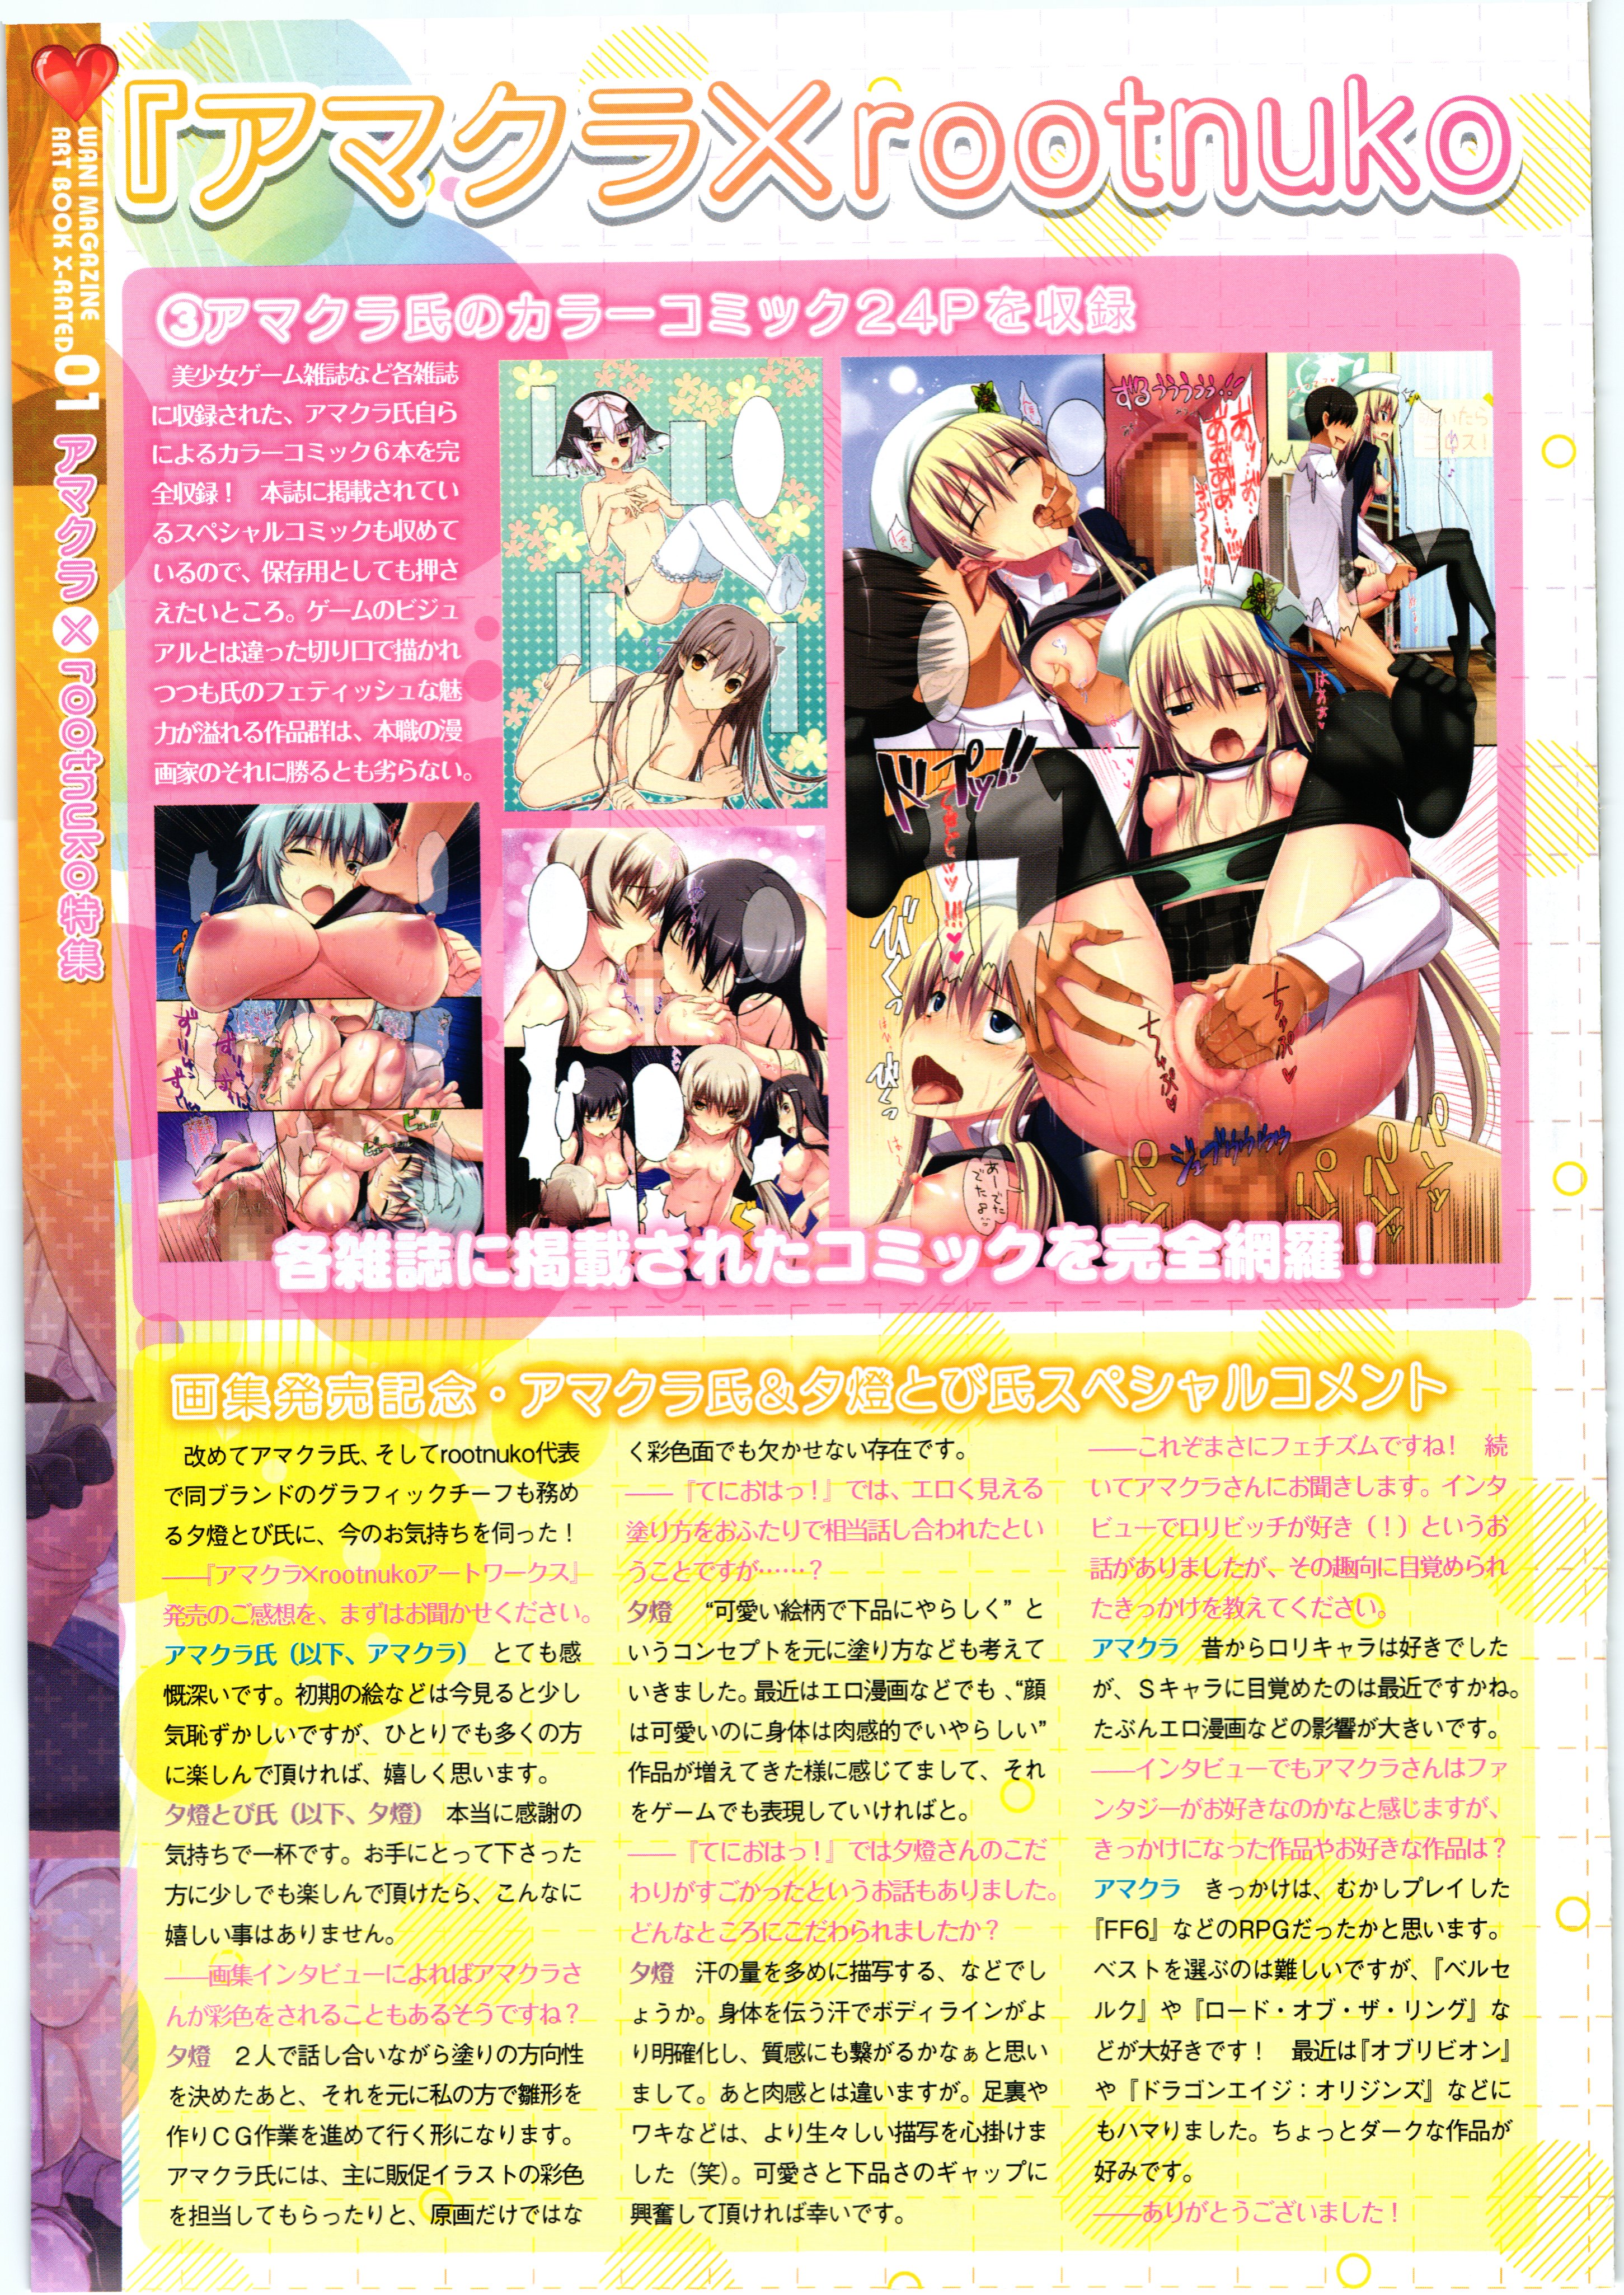 WANI MAGAZINE
ART BOOK X-RATED 01 アマクラ×rootnuko特集
『アマクラ×rootnuko
③アマクラ氏のカラーコミック24Pを収録
美少女ゲーム雑誌など各雑誌
に収録された、アマクラ氏自ら
によるカラーコミック6本を完
全収録！　本誌に掲載されてい
るスペシャルコミックも収めて
いるので、保存用としても押さ
えたいところ。ゲームのビジュ
アルとは違った切り口で描かれ
つつも氏のフェティッシュな魅
力が溢れる作品群は、本職の漫
画家のそれに勝るとも劣らない。
各雑誌に掲載されたコミックを完全網羅！
画集発売記念・アマクラ氏＆夕燈とび氏スペシャルコメント
改めてアマクラ氏、そしてrootnuko代表
で同ブランドのグラフィックチーフも務め
る夕燈とび氏に、今のお気持ちを伺った！
――『アマクラ×rootnukoアートワークス』
発売のご感想を、まずはお聞かせください。
アマクラ氏（以下、アマクラ）　とても感
慨深いです。初期の絵などは今見ると少し
気恥ずかしいですが、ひとりでも多くの方
に楽しんで頂ければ、嬉しく思います。
夕燈とび氏（以下、夕燈）　本当に感謝の
気持ちで一杯です。お手にとって下さった
方に少しでも楽しんで頂けたら、こんなに
嬉しい事はありません。
――画集インタビューによればアマクラさ
んが彩色をされることもあるそうですね？
夕燈　２人で話し合いながら塗りの方向性
を決めたあと、それを元に私の方で雛形を
作りＣＧ作業を進めて行く形になります。
アマクラ氏には、主に販促イラストの彩色
を担当してもらったりと、原画だけではな
く彩色面でも欠かせない存在です。
――『てにおはっ！』では、エロく見える
塗り方をおふたりで相当話し合われたとい
うことですが……？
夕燈　“可愛い絵柄で下品にやらしく”と
いうコンセプトを元に塗り方なども考えて
いきました。最近はエロ漫画などでも、“顔
は可愛いのに身体は肉感的でいやらしい”
作品が増えてきた様に感じてまして、それ
をゲームでも表現していければと。
――『てにおはっ！』では夕燈さんのこだ
わりがすごかったというお話もありました。
どんなところにこだわられましたか？
夕燈　汗の量を多めに描写する、などでし
ょうか。身体を伝う汗でボディラインがよ
り明確化し、質感にも繋がるかなぁと思い
まして。あと肉感とは違いますが。足裏や
ワキなどは、より生々しい描写を心掛けま
した（笑）。可愛さと下品さのギャップに
興奮して頂ければ幸いです。
――これぞまさにフェチズムですね！　続
いてアマクラさんにお聞きします。インタ
ビューでロリビッチが好き（！）というお
話がありましたが、その趣向に目覚められ
たきっかけを教えてください。
アマクラ　昔からロリキャラは好きでした
が、Ｓキャラに目覚めたのは最近ですかね。
たぶんエロ漫画などの影響が大きいです。
――インタビューでもアマクラさんはファ
ンタジーがお好きなのかなと感じますが、
きっかけになった作品やお好きな作品は？
アマクラ　きっかけは、むかしプレイした
『FF6』などのRPGだったかと思います。
ベストを選ぶのは難しいですが、『ベルセ
ルク』や『ロード・オブ・ザ・リング』な
どが大好きです！　最近は『オブリビオン』
や『ドラゴンエイジ：オリジンズ』などに
もハマりました。ちょっとダークな作品が
好みです。
――ありがとうございました！